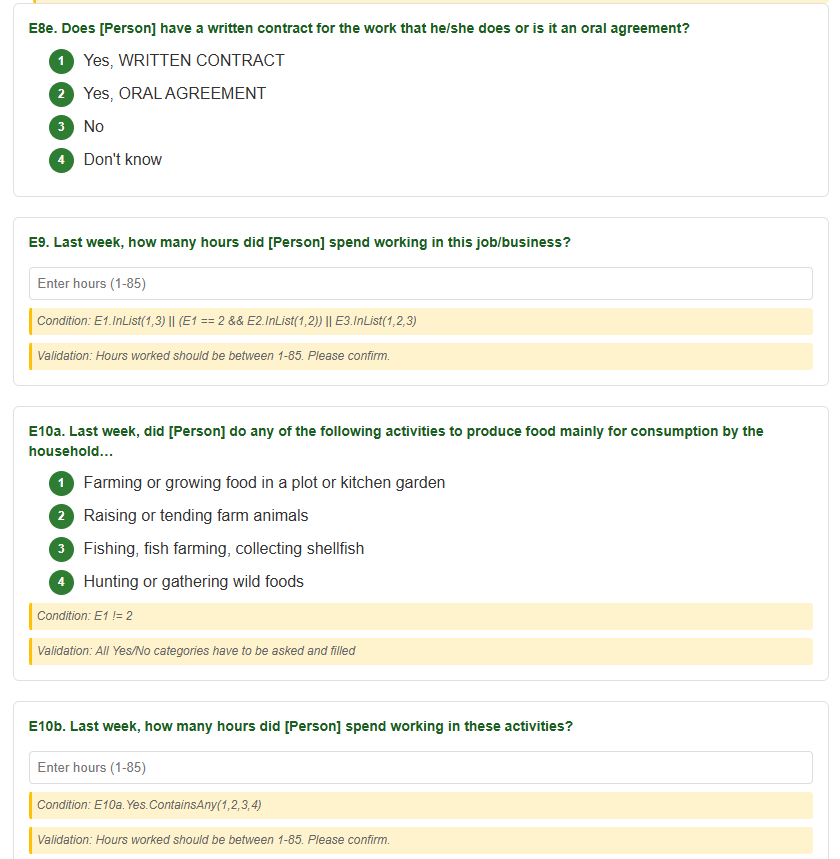 E8e. Does [Person] have a written contract for the work that he/she does or is it an oral agreement?
1 Yes, WRITTEN CONTRACT
2 Yes, ORAL AGREEMENT
3 No
4 Don't know
E9. Last week, how many hours did [Person] spend working in this job/business?
Enter hours (1-85)
Condition: E1.InList(1,3) || (E1 == 2 && E2.InList(1,2)) || E3.InList(1,2,3)
Validation: Hours worked should be between 1-85. Please confirm.
E10a. Last week, did [Person] do any of the following activities to produce food mainly for consumption by the
household…
1 Farming or growing food in a plot or kitchen garden
2 Raising or tending farm animals
3 Fishing, fish farming, collecting shellfish
4 Hunting or gathering wild foods
Condition: E1 != 2
Validation: All Yes/No categories have to be asked and filled
E10b. Last week, how many hours did [Person] spend working in these activities?
Enter hours (1-85)
Condition: E10a.Yes.ContainsAny(1,2,3,4)
Validation: Hours worked should be between 1-85. Please confirm.